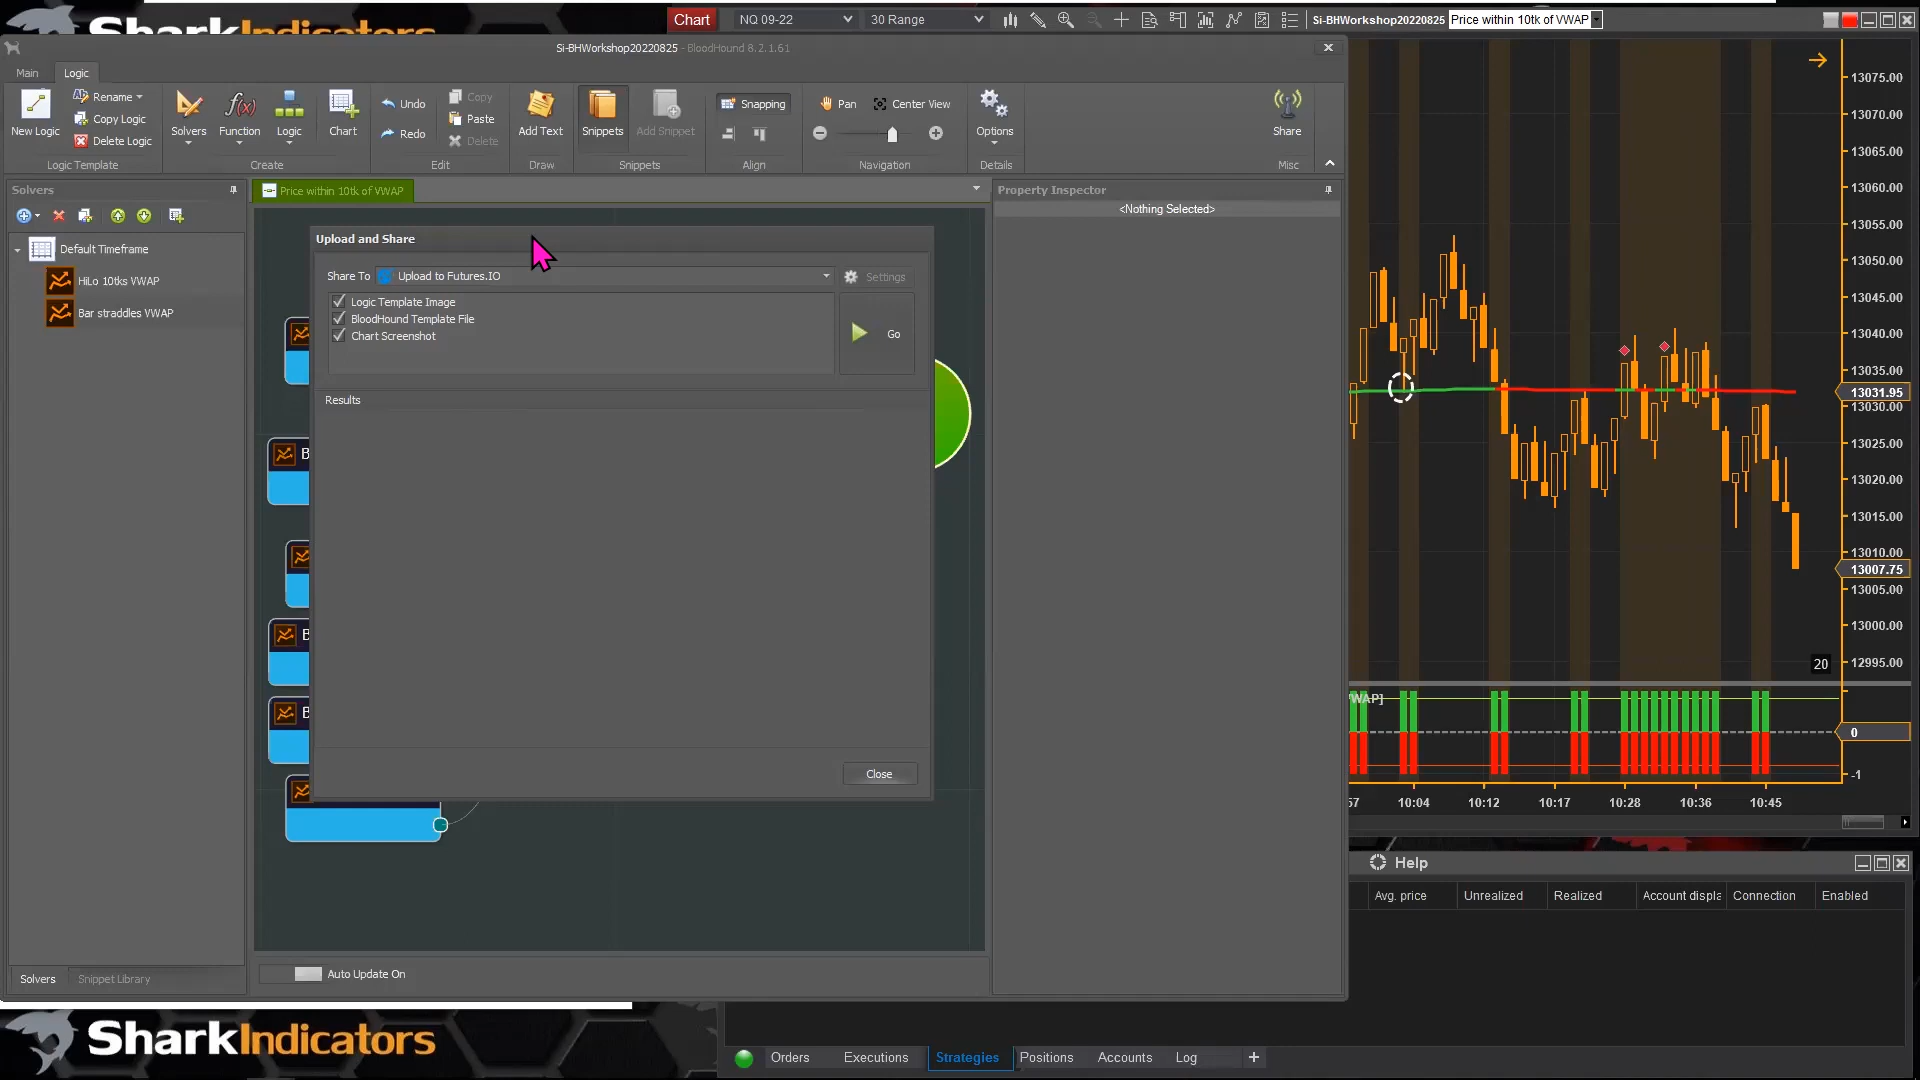 SharkIndicators
Chart
NQ 09-22
30 Range
Si-BHWorkshop20220825
Price within 10tk of VWAP
Si-BHWorkshop20220825 - BloodHound 8.2.1.61
Main
Logic
New Logic
Rename
Copy Logic
Delete Logic
Logic Template
Solvers
Function
Logic
Chart
Create
Undo
Redo
Copy
Paste
Delete
Edit
Add Text
Draw
Snippets
Add Snippet
Snippets
Snapping
Align
Pan
Center View
Navigation
Options
Details
Share
Misc
Solvers
Default Timeframe
HiLo 10tks VWAP
Bar straddles VWAP
Price within 10tk of VWAP
Upload and Share
Share To
Upload to Futures.IO
Settings
Logic Template Image
BloodHound Template File
Chart Screenshot
Go
Results
Close
B
B
B
Property Inspector
<Nothing Selected>
13075.00
13070.00
13065.00
13060.00
13055.00
13050.00
13045.00
13040.00
13035.00
13031.95
13030.00
13025.00
13020.00
13015.00
13010.00
13007.75
13005.00
13000.00
12995.00
20
VWAP]
0
-1
57
10:04
10:12
10:17
10:28
10:36
10:45
Solvers
Snippet Library
Auto Update On
Help
Avg. price
Unrealized
Realized
Account displa
Connection
Enabled
SharkIndicators
Orders
Executions
Strategies
Positions
Accounts
Log
+